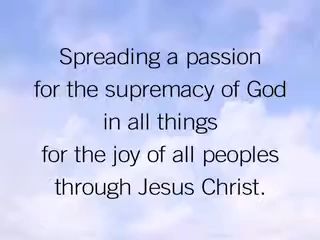 Spreading a passion
for the supremacy of God
in all things
for the joy of all peoples
through Jesus Christ.